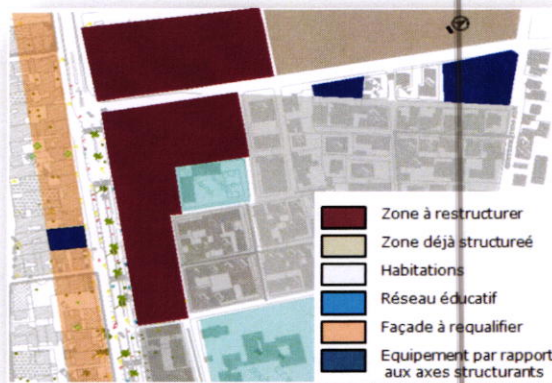 Zone à restructurer
Zone déjà structureé
Habitations
Réseau éducatif
Façade à requalifier
Equipement par rapport
aux axes structurants